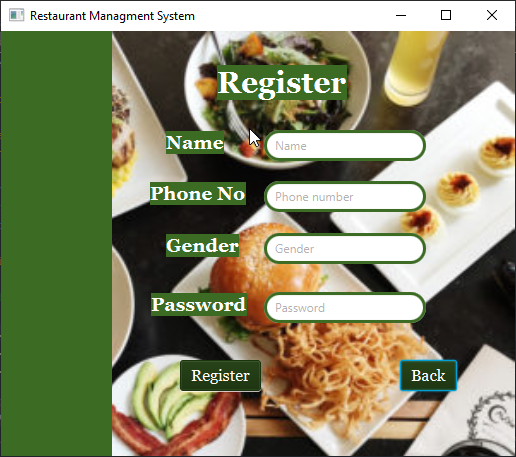 Restaurant Managment System
Register
Name
Name
Phone No
Phone number
Gender
Gender
Password
Password
Register
Back